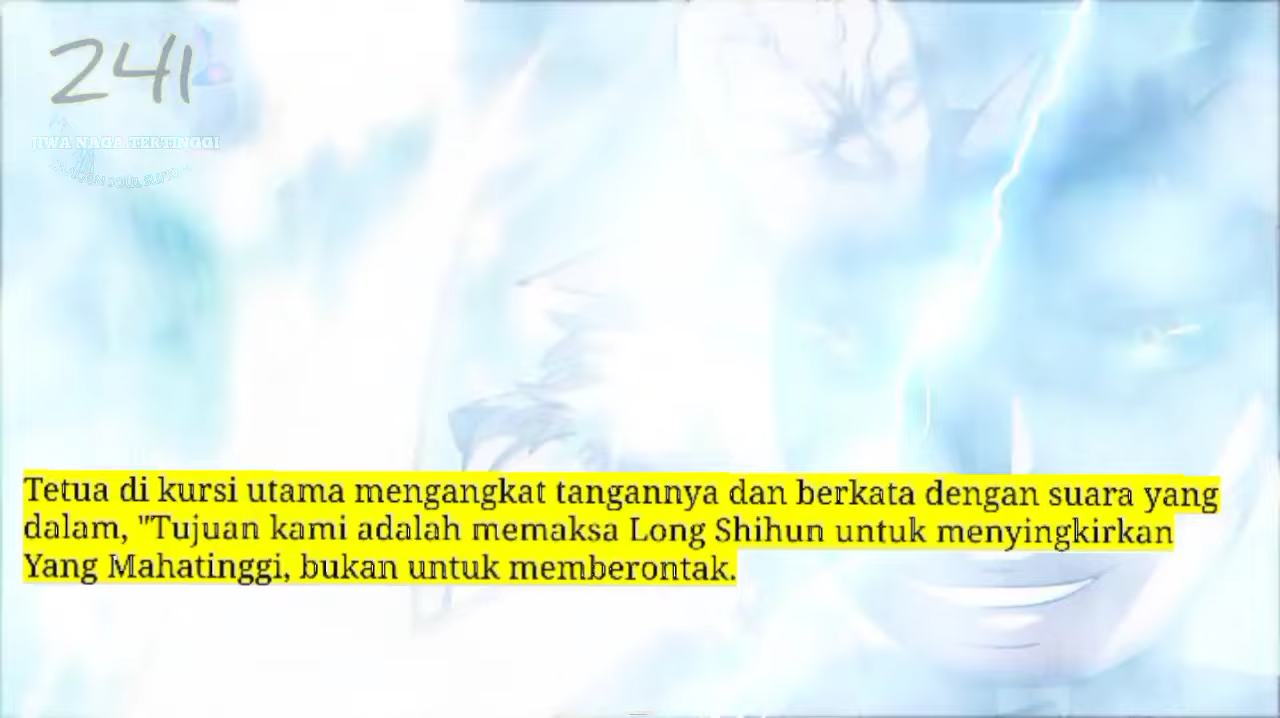 241
JIWA NAGA TERTINGGI
Tetua di kursi utama mengangkat tangannya dan berkata dengan suara yang
dalam, "Tujuan kami adalah memaksa Long Shihun untuk menyingkirkan
Yang Mahatinggi, bukan untuk memberontak.